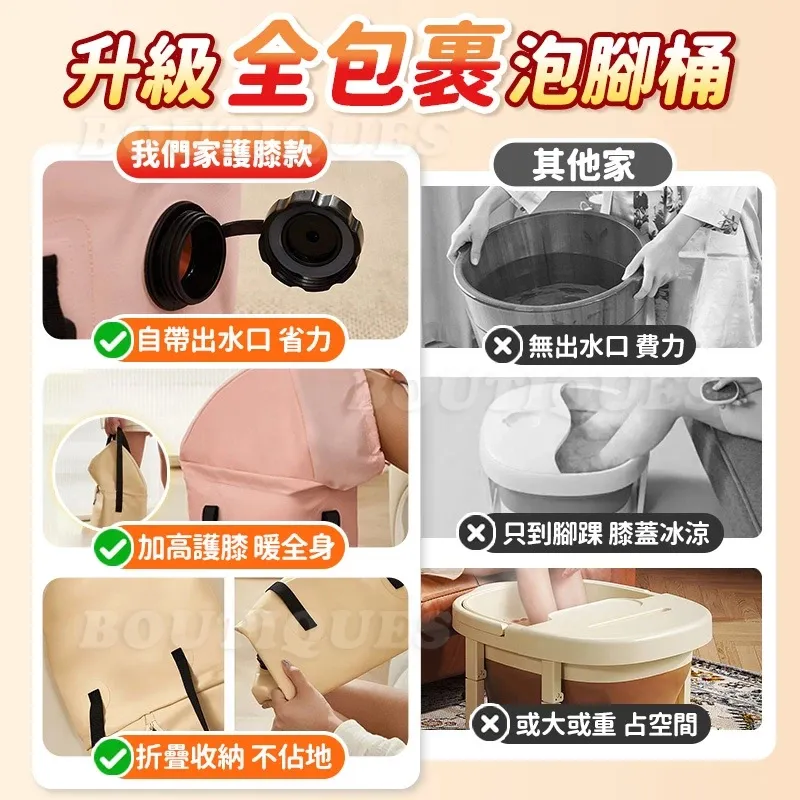 升級 全包裹 泡腳桶
BOUTIQUES
我們家護膝款
其他家
自帶出水口 省力
無出水口 費力
BOUTIQUES
加高護膝 暖全身
只到腳踝 膝蓋冰涼
BOUTIQUES
折疊收納 不佔地
或大或重 占空間